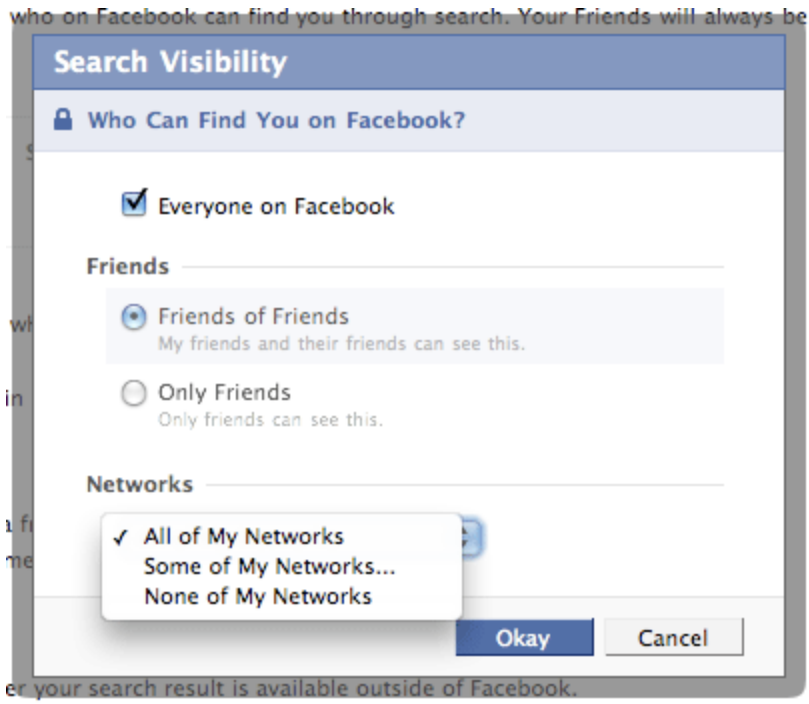 who on Facebook can find you through search. Your Friends will always be
Search Visibility
Who Can Find You on Facebook?
Everyone on Facebook
Friends
Friends of Friends
My friends and their friends can see this.
Only Friends
Only friends can see this.
Networks
All of My Networks
Some of My Networks...
None of My Networks
Okay Cancel
your search result is available outside of Facebook.